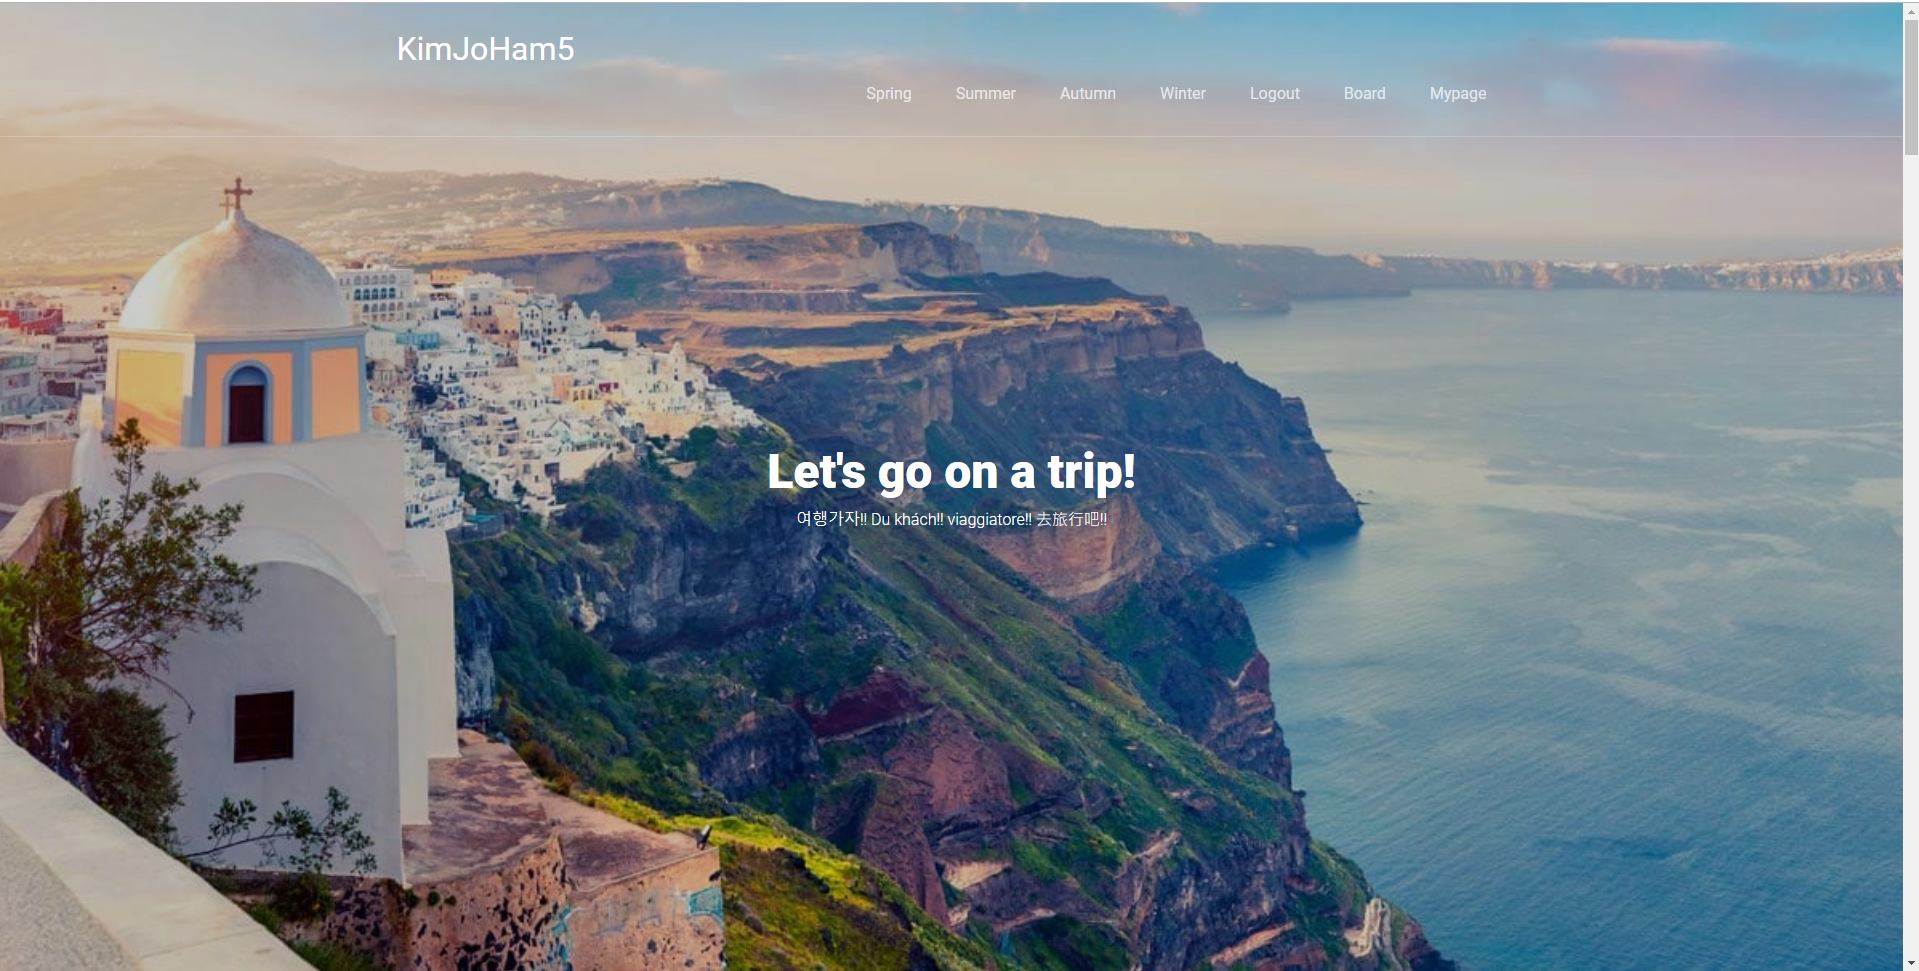 KimJoHam5
Spring Summer Autumn Winter Logout Board Mypage
Let's go on a trip!
여행가자!! Du khách!! viaggiatore!! 去旅行吧!!